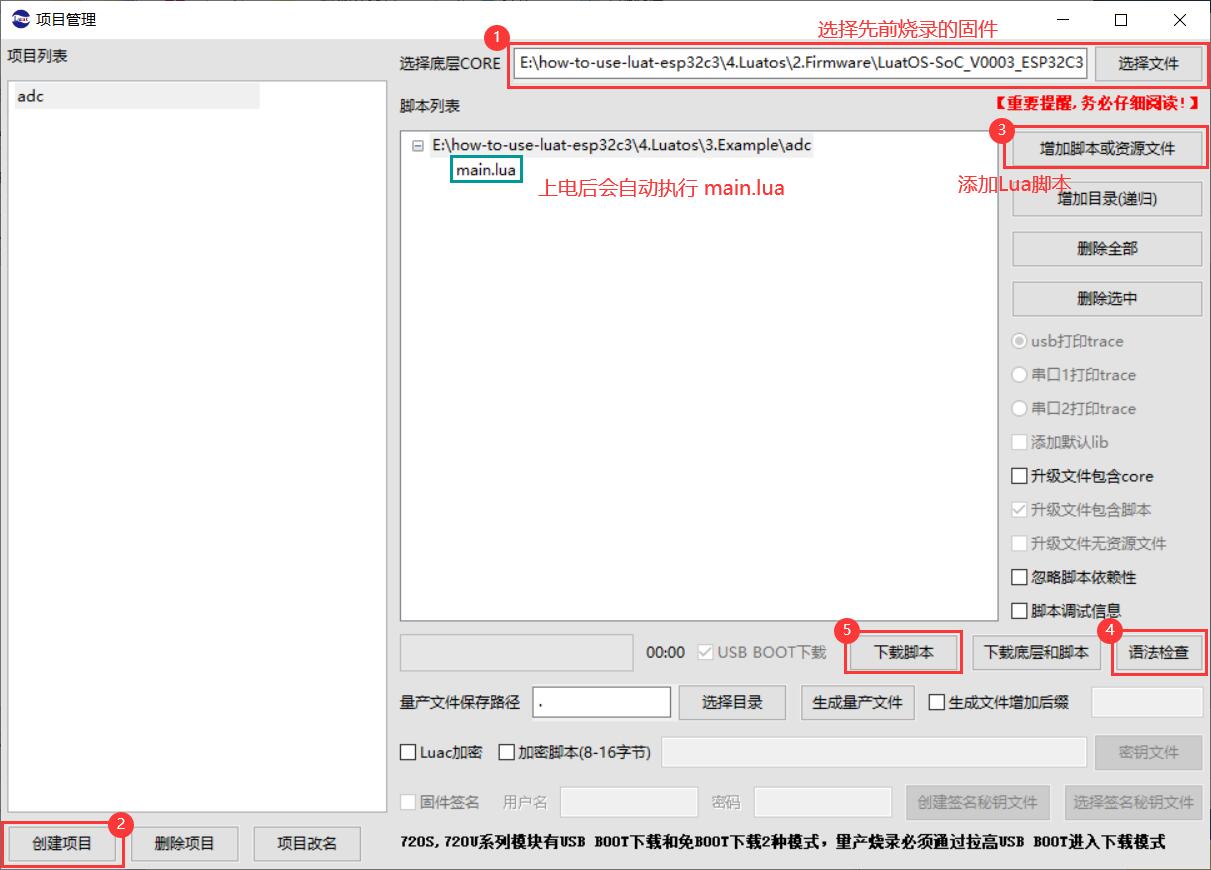 Luat 项目管理
选择先前烧录的固件
项目列表
1
选择底层CORE E:\how-to-use-luat-esp32c3\4.Luatos\2.Firmware\LuatOS-SoC_V0003_ESP32C3 选择文件
adc
脚本列表
【重要提醒,务必仔细阅读!】
3
E:\how-to-use-luat-esp32c3\4.Luatos\3.Example\adc
增加脚本或资源文件
main.lua
上电后会自动执行 main.lua
添加Lua脚本
增加目录(递归)
删除全部
删除选中
usb打印trace
串口1打印trace
串口2打印trace
添加默认lib
升级文件包含core
升级文件包含脚本
升级文件无资源文件
忽略脚本依赖性
脚本调试信息
5
4
00:00 USB BOOT下载 下载脚本 下载底层和脚本 语法检查
量产文件保存路径 . 选择目录 生成量产文件 生成文件增加后缀
Luac加密 加密脚本(8-16字节) 密钥文件
固件签名 用户名 密码 创建签名秘钥文件 选择签名秘钥文件
2
创建项目 删除项目 项目改名
720S,720U系列模块有USB BOOT下载和免BOOT下载2种模式，量产烧录必须通过拉高USB BOOT进入下载模式